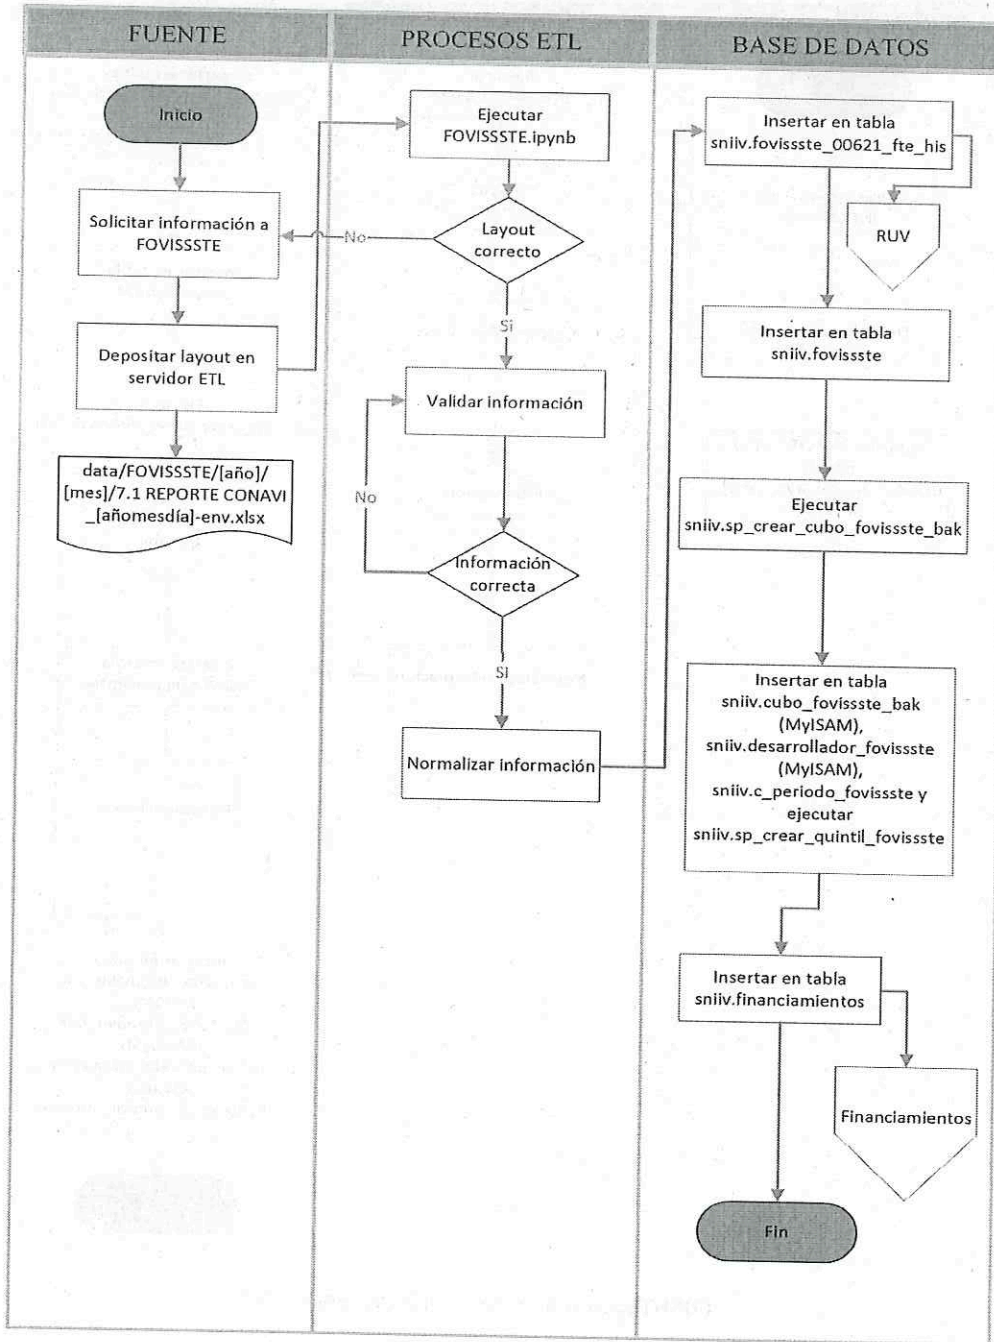 FUENTE
Inicio
Solicitar información a
FOVISSSTE
Depositar layout en
servidor ETL
data/FOVISSSTE/[año]/
[mes]/7.1 REPORTE CONAVI
_[añomesdía]-env.xlsx
PROCESOS ETL
Ejecutar
FOVISSSTE.ipynb
Layout
correcto
No
Si
Validar información
No
Información
correcta
SI
Normalizar información
BASE DE DATOS
Insertar en tabla
sniiv.fovissste_00621_fte_his
RUV
Insertar en tabla
sniiv.fovissste
Ejecutar
sniiv.sp_crear_cubo_fovissste_bak
Insertar en tabla
sniiv.cubo_fovissste_bak
(MyISAM),
sniiv.desarrollador_fovissste
(MyISAM),
sniiv.c_periodo_fovissste y
ejecutar
sniiv.sp_crear_quintil_fovissste
Insertar en tabla
sniiv.financiamientos
Financiamientos
Fin